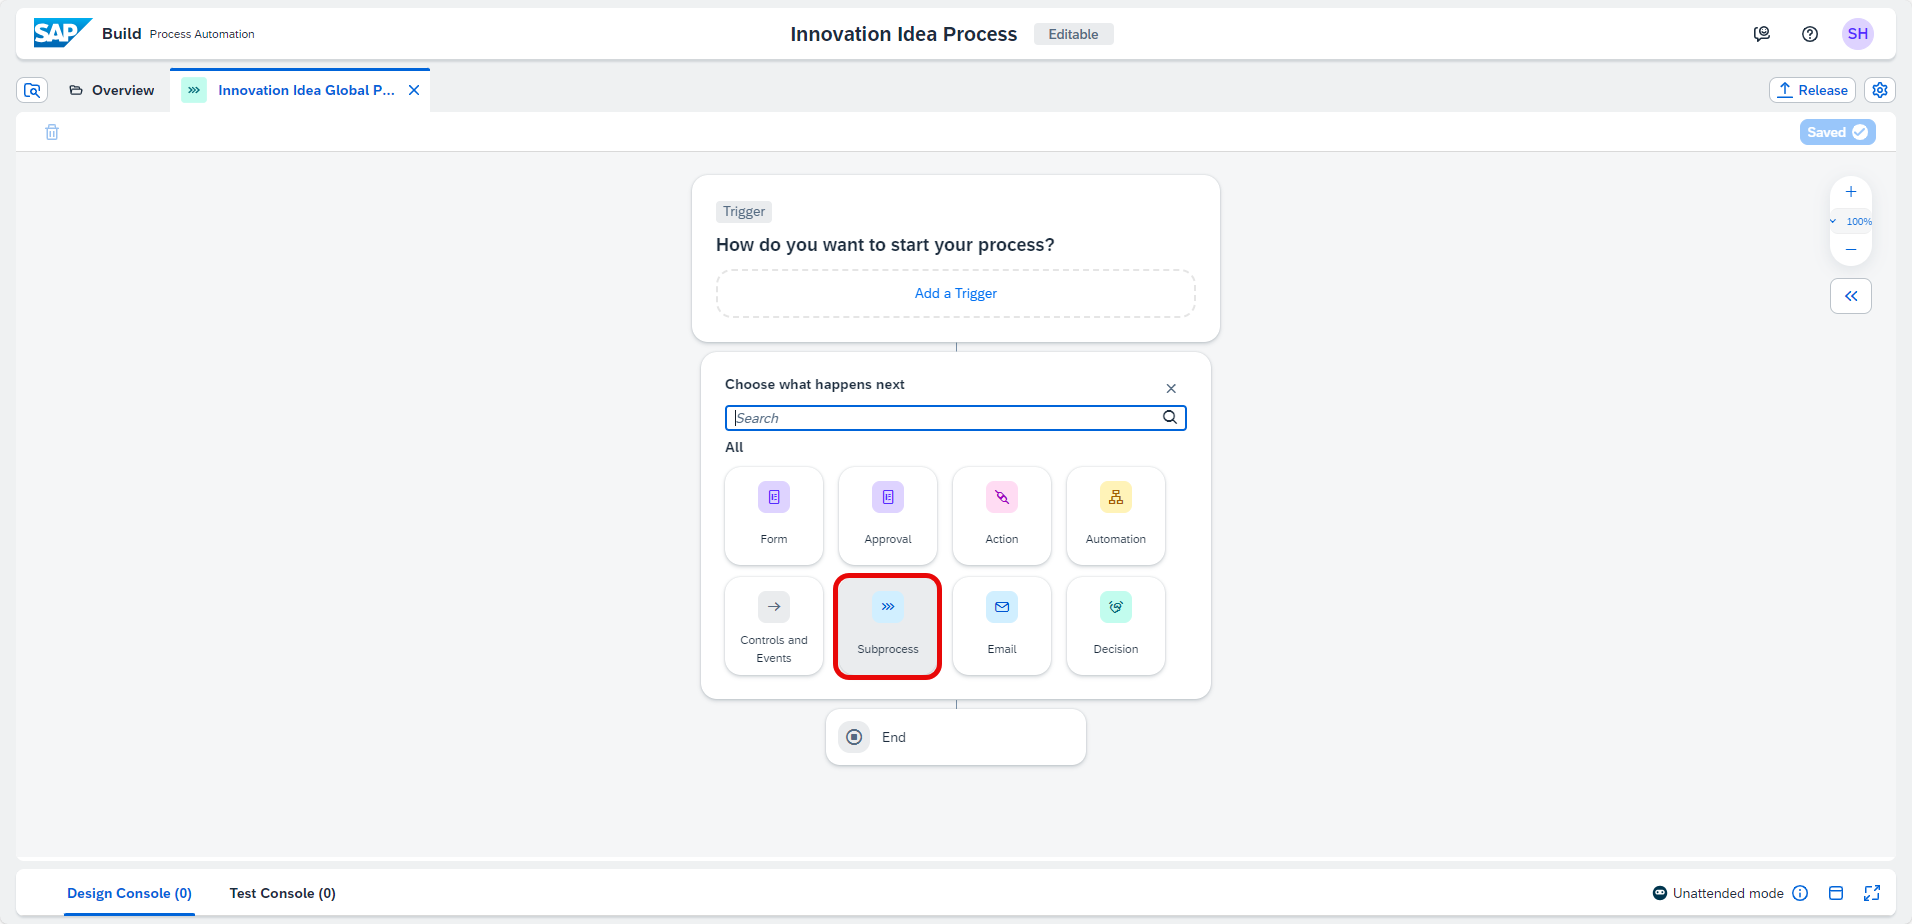 SAP Build Process Automation
Innovation Idea Process Editable
SH
Overview
Innovation Idea Global P...
Release
Saved
Trigger
How do you want to start your process?
Add a Trigger
100%
Choose what happens next
Search
All
Form
Approval
Action
Automation
Controls and
Events
Subprocess
Email
Decision
End
Design Console (0)
Test Console (0)
Unattended mode